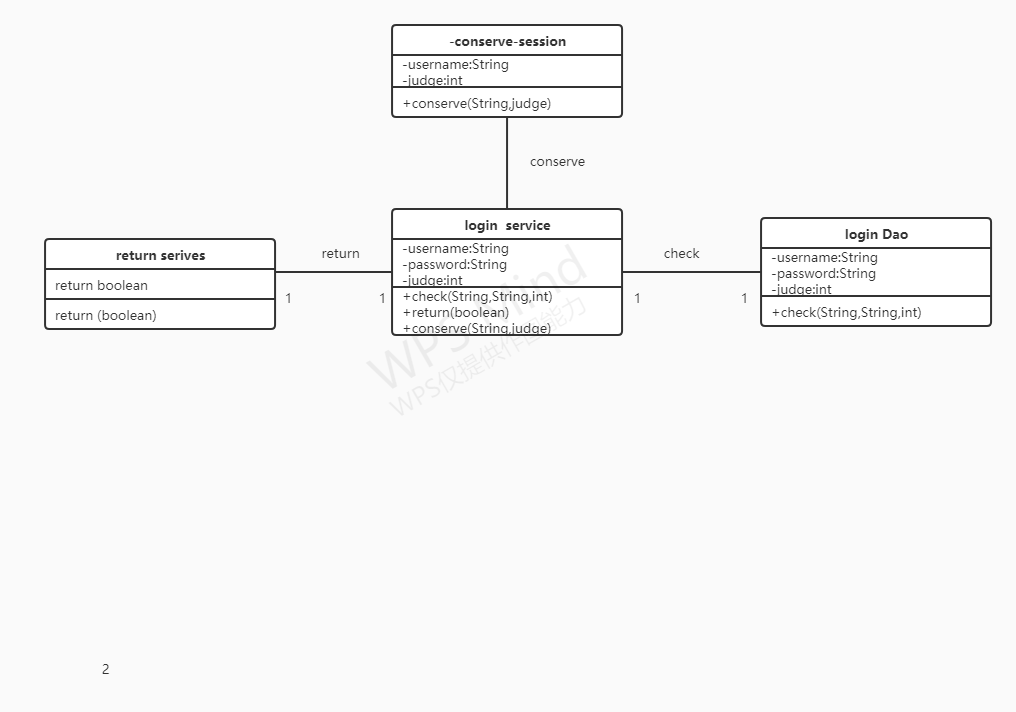 -conserve-session
-username:String
-judge:int
+conserve(String,judge)
conserve
return serives
return boolean
return (boolean)
return
1
1
login  service
-username:String
-password:String
-judge:int
+check(String,String,int)
+return(boolean)
+conserve(String,judge)
check
1
1
login Dao
-username:String
-password:String
-judge:int
+check(String,String,int)
WPS Mind
WPS仅提供作图能力
2